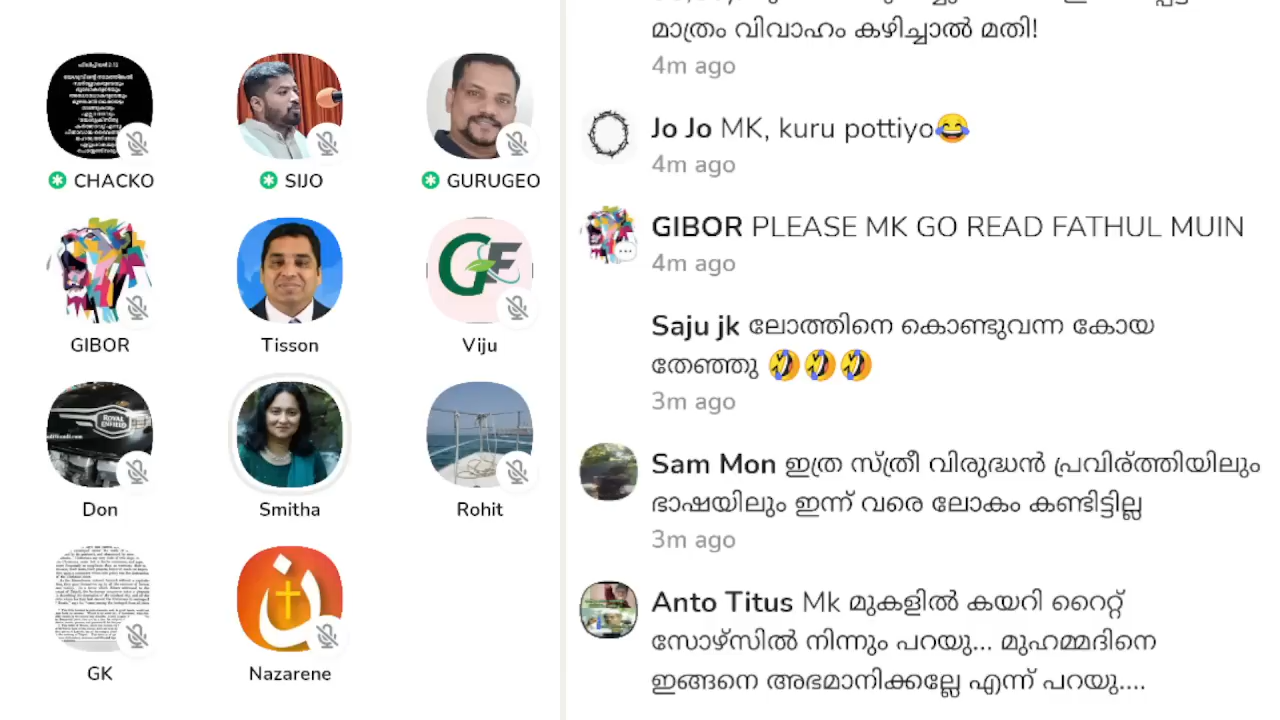 CHACKO
SIJO
GURUGEO
GIBOR
Tisson
Viju
ROYAL
ENFIELD
Don
Smitha
Rohit
GK
Nazarene
മാത്രം വിവാഹം കഴിച്ചാൽ മതി!
4m ago
Jo Jo MK, kuru pottiyo😂
4m ago
GIBOR PLEASE MK GO READ FATHUL MUIN
4m ago
Saju jk ലോത്തിനെ കൊണ്ടുവന്ന കോയ
തേഞ്ഞു 🤣🤣🤣
3m ago
Sam Mon ഇത്ര സ്ത്രീ വിരുദ്ധൻ പ്രവിര്ത്തിയിലും
ഭാഷയിലും ഇന്ന് വരെ ലോകം കണ്ടിട്ടില്ല
3m ago
Anto Titus Mk മുകളിൽ കയറി റൈറ്റ്
സോഴ്സിൽ നിന്നും പറയു... മുഹമ്മദിനെ
ഇങ്ങനെ അഭമാനിക്കല്ലേ എന്ന് പറയു....